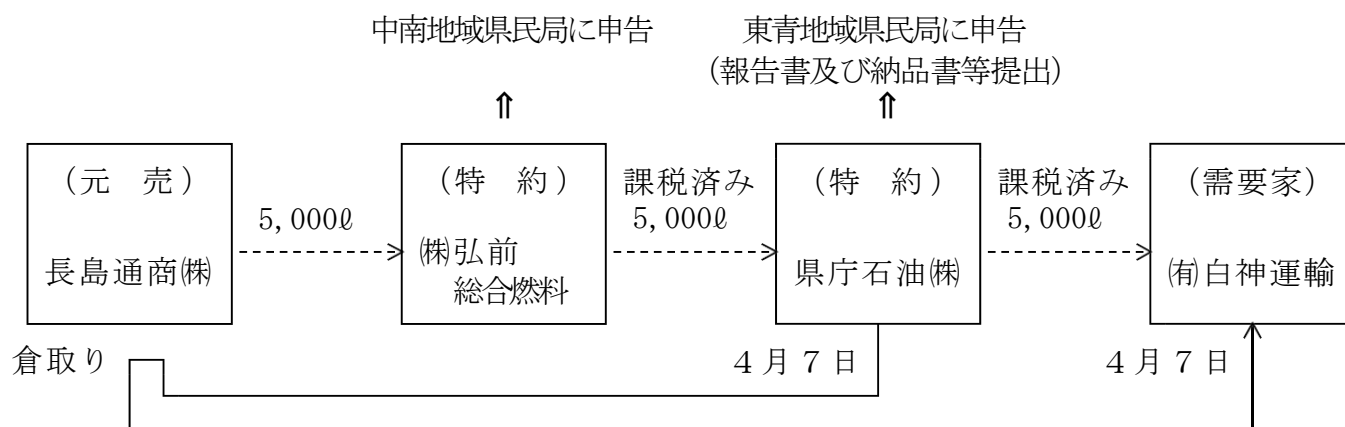 中南地域県民局に申告
東青地域県民局に申告
(報告書及び納品書等提出)
⇑
⇑
(元 売)
長島通商㈱
5,000ℓ
(特 約)
㈱弘前
総合燃料
課税済み
5,000ℓ
(特 約)
県庁石油㈱
課税済み
5,000ℓ
(需要家)
㈲白神運輸
倉取り
4月7日
4月7日